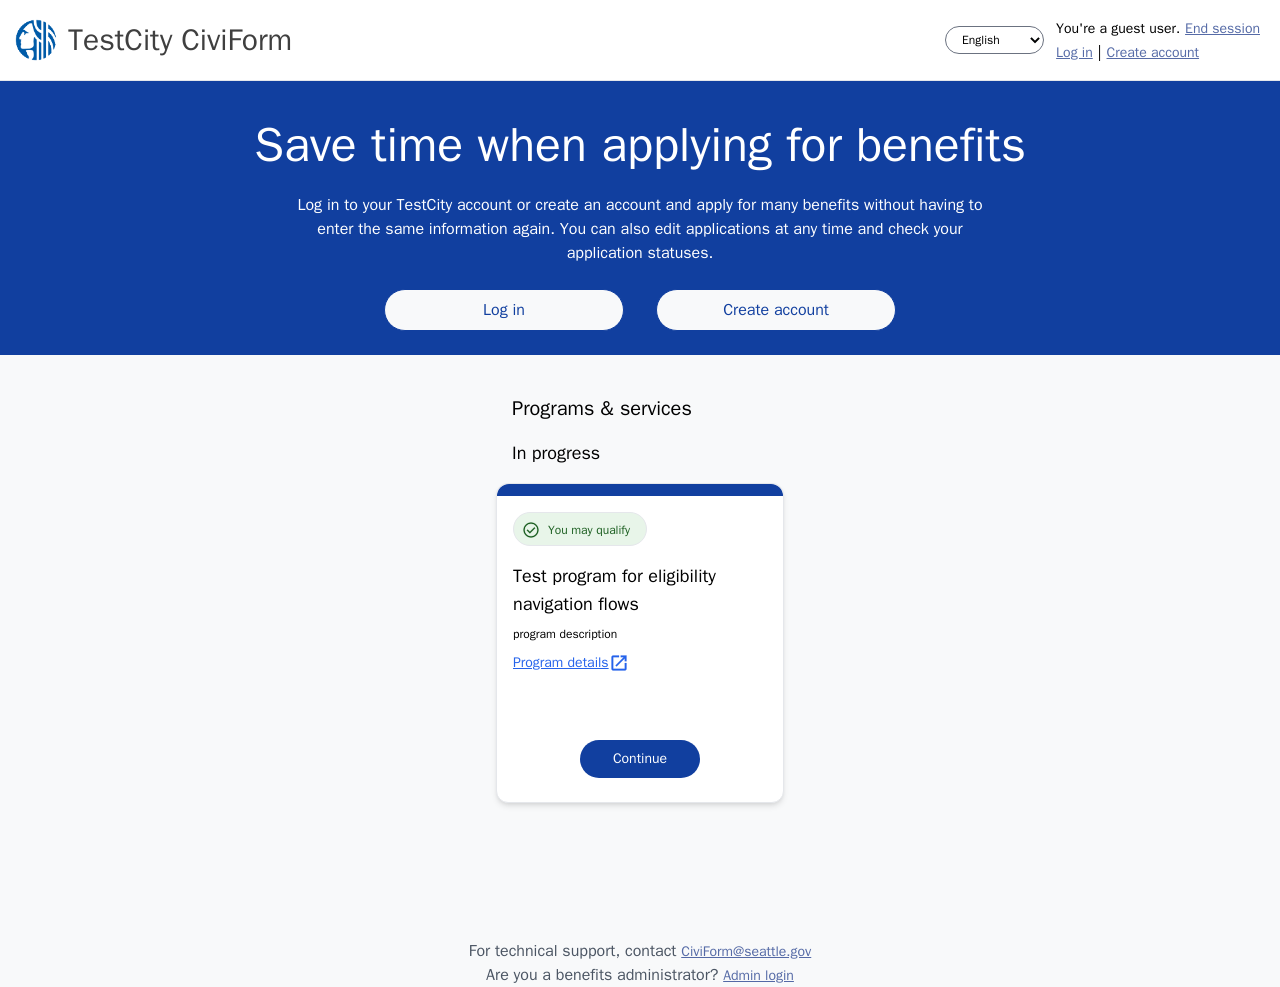 TestCity CiviForm
English
You're a guest user. End session
Log in | Create account
Save time when applying for benefits
Log in to your TestCity account or create an account and apply for many benefits without having to
enter the same information again. You can also edit applications at any time and check your
application statuses.
Log in
Create account
Programs & services
In progress
You may qualify
Test program for eligibility
navigation flows
program description
Program details
Continue
For technical support, contact CiviForm@seattle.gov
Are you a benefits administrator? Admin login